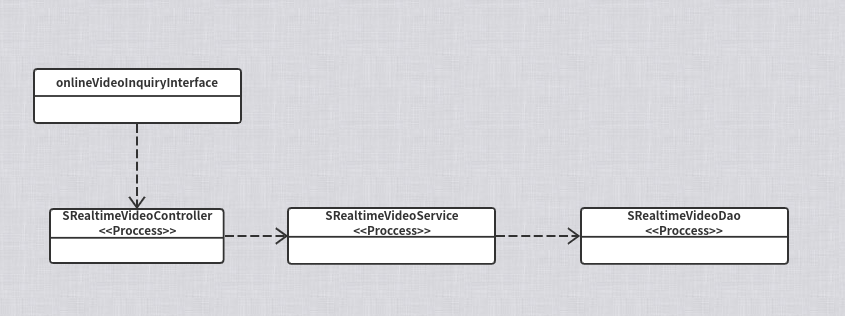 onlineVideoInquiryInterface
SRealtimeVideoController
<<Proccess>>
SRealtimeVideoService
<<Proccess>>
SRealtimeVideoDao
<<Proccess>>